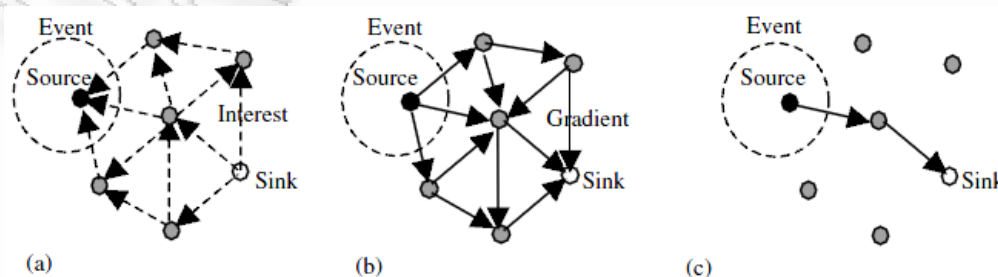 Event
Source
Interest
Sink
(a)
Event
Source
Gradient
Sink
(b)
Event
Source
Sink
(c)